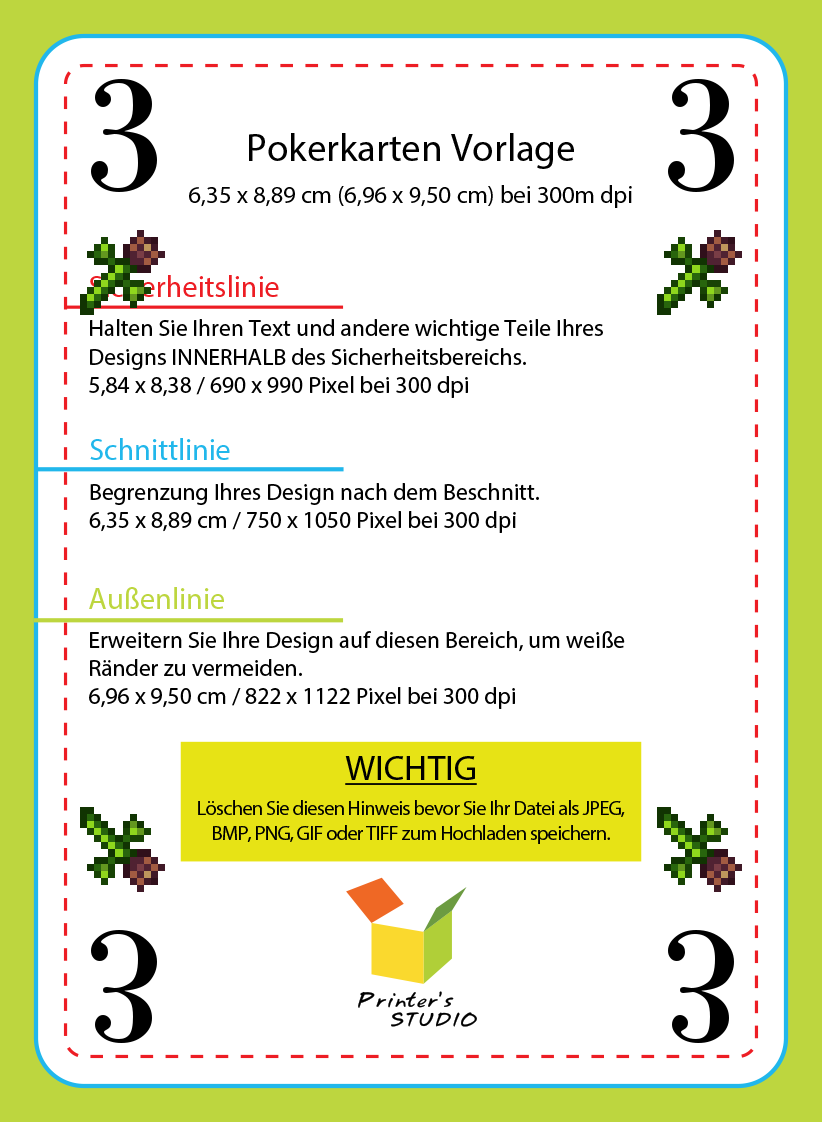 3 3
Pokerkarten Vorlage
6,35 x 8,89 cm (6,96 x 9,50 cm) bei 300m dpi
Sicherheitslinie
Halten Sie Ihren Text und andere wichtige Teile Ihres
Designs INNERHALB des Sicherheitsbereichs.
5,84 x 8,38 / 690 x 990 Pixel bei 300 dpi
Schnittlinie
Begrenzung Ihres Design nach dem Beschnitt.
6,35 x 8,89 cm / 750 x 1050 Pixel bei 300 dpi
Außenlinie
Erweitern Sie Ihre Design auf diesen Bereich, um weiße
Ränder zu vermeiden.
6,96 x 9,50 cm / 822 x 1122 Pixel bei 300 dpi
WICHTIG
Löschen Sie diesen Hinweis bevor Sie Ihr Datei als JPEG,
BMP, PNG, GIF oder TIFF zum Hochladen speichern.
Printer's
STUDIO
3 3